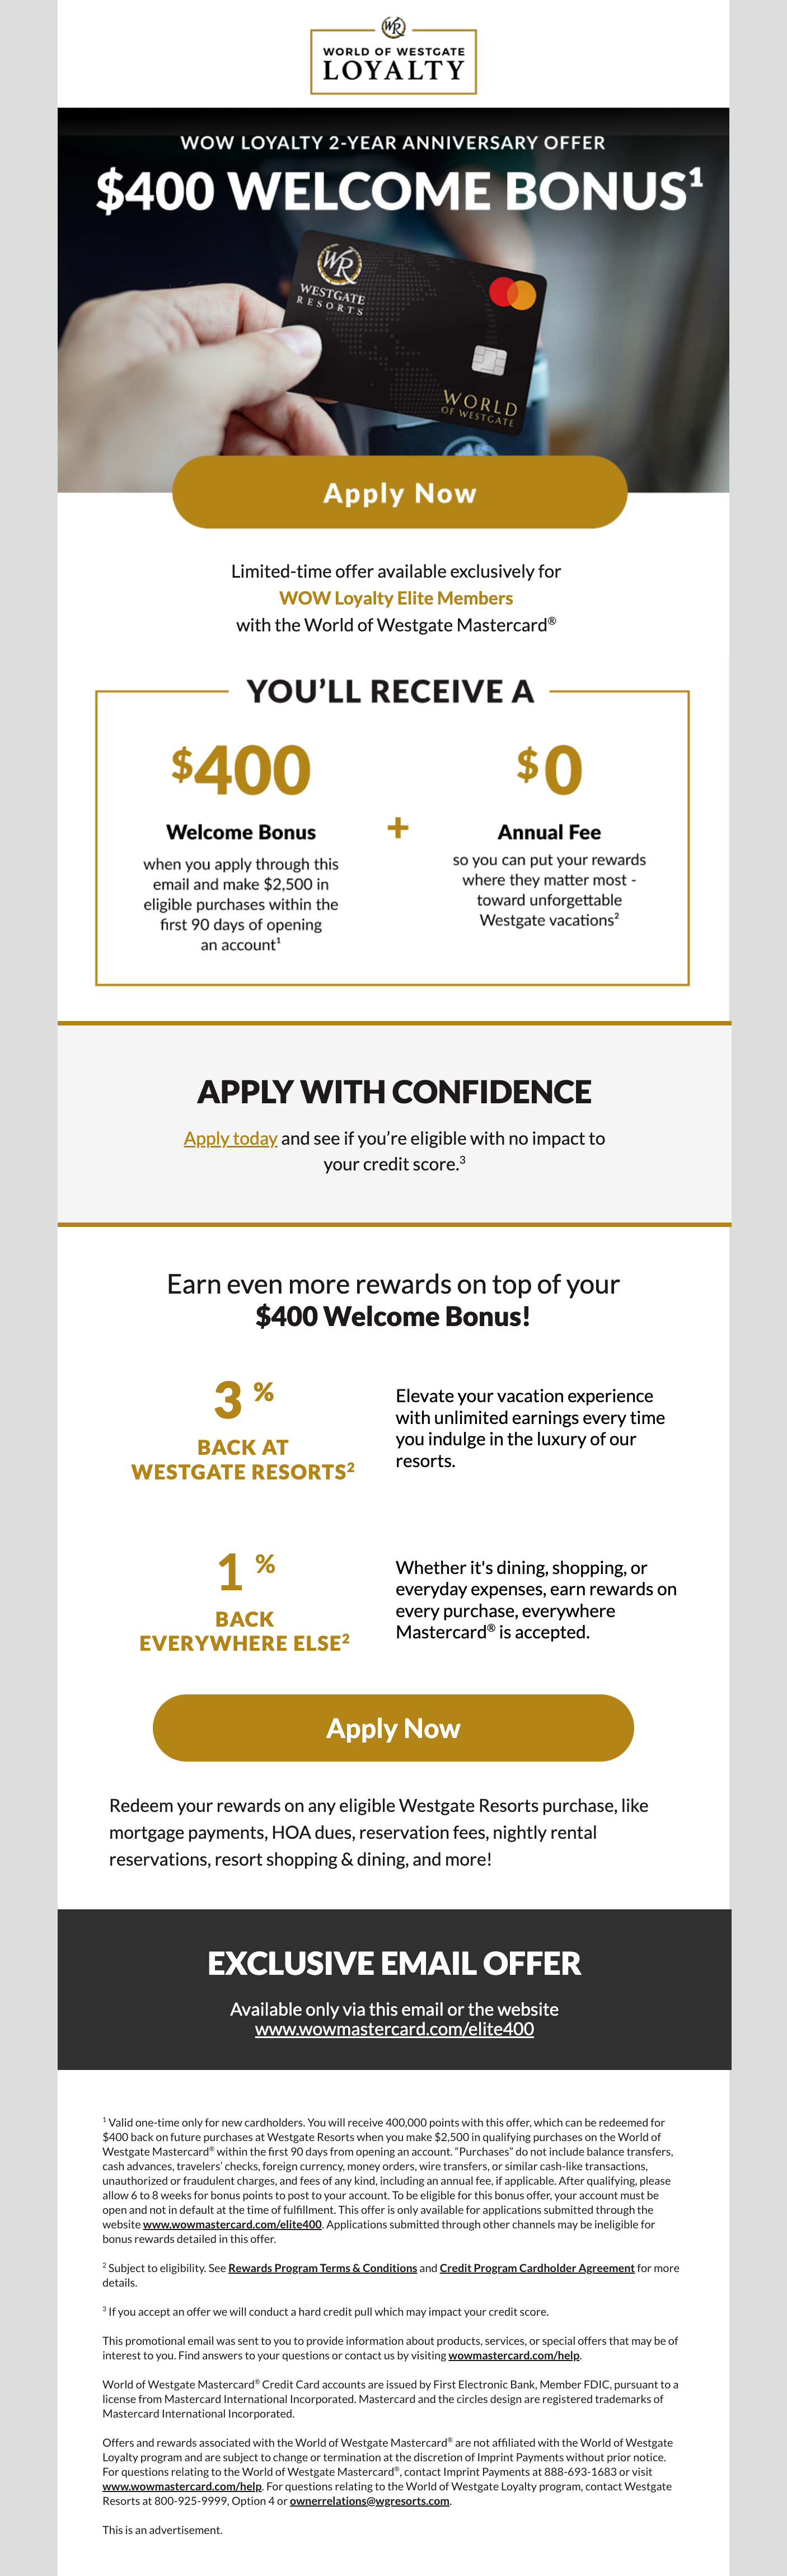 WR
WORLD OF WESTGATE
LOYALTY
WOW LOYALTY 2-YEAR ANNIVERSARY OFFER
$400 WELCOME BONUS¹
WR
WESTGATE
RESORTS
WORLD
OF WESTGATE
Apply Now
Limited-time offer available exclusively for
WOW Loyalty Elite Members
with the World of Westgate Mastercard®
YOU'LL RECEIVE A
$400
Welcome Bonus
when you apply through this
email and make $2,500 in
eligible purchases within the
first 90 days of opening
an account¹
+
$0
Annual Fee
so you can put your rewards
where they matter most -
toward unforgettable
Westgate vacations²
APPLY WITH CONFIDENCE
Apply today and see if you're eligible with no impact to
your credit score.³
Earn even more rewards on top of your
$400 Welcome Bonus!
3 %
BACK AT
WESTGATE RESORTS²
Elevate your vacation experience
with unlimited earnings every time
you indulge in the luxury of our
resorts.
1 %
BACK
EVERYWHERE ELSE²
Whether it's dining, shopping, or
everyday expenses, earn rewards on
every purchase, everywhere
Mastercard® is accepted.
Apply Now
Redeem your rewards on any eligible Westgate Resorts purchase, like
mortgage payments, HOA dues, reservation fees, nightly rental
reservations, resort shopping & dining, and more!
EXCLUSIVE EMAIL OFFER
Available only via this email or the website
www.wowmastercard.com/elite400
¹ Valid one-time only for new cardholders. You will receive 400,000 points with this offer, which can be redeemed for
$400 back on future purchases at Westgate Resorts when you make $2,500 in qualifying purchases on the World of
Westgate Mastercard® within the first 90 days from opening an account. “Purchases” do not include balance transfers,
cash advances, travelers' checks, foreign currency, money orders, wire transfers, or similar cash-like transactions,
unauthorized or fraudulent charges, and fees of any kind, including an annual fee, if applicable. After qualifying, please
allow 6 to 8 weeks for bonus points to post to your account. To be eligible for this bonus offer, your account must be
open and not in default at the time of fulfillment. This offer is only available for applications submitted through the
website www.wowmastercard.com/elite400. Applications submitted through other channels may be ineligible for
bonus rewards detailed in this offer.
² Subject to eligibility. See Rewards Program Terms & Conditions and Credit Program Cardholder Agreement for more
details.
³ If you accept an offer we will conduct a hard credit pull which may impact your credit score.
This promotional email was sent to you to provide information about products, services, or special offers that may be of
interest to you. Find answers to your questions or contact us by visiting wowmastercard.com/help.
World of Westgate Mastercard® Credit Card accounts are issued by First Electronic Bank, Member FDIC, pursuant to a
license from Mastercard International Incorporated. Mastercard and the circles design are registered trademarks of
Mastercard International Incorporated.
Offers and rewards associated with the World of Westgate Mastercard® are not affiliated with the World of Westgate
Loyalty program and are subject to change or termination at the discretion of Imprint Payments without prior notice.
For questions relating to the World of Westgate Mastercard®, contact Imprint Payments at 888-693-1683 or visit
www.wowmastercard.com/help. For questions relating to the World of Westgate Loyalty program, contact Westgate
Resorts at 800-925-9999, Option 4 or ownerrelations@wgresorts.com.
This is an advertisement.